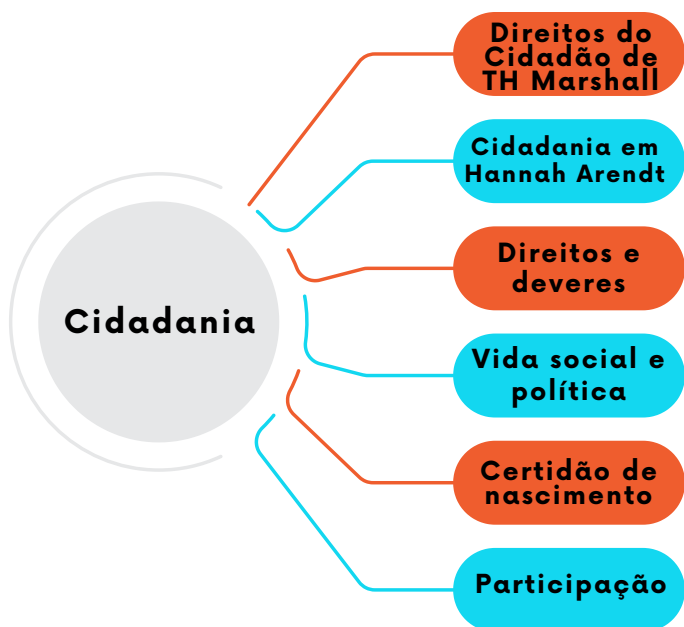 Direitos do
Cidadão de
TH Marshall
Cidadania em
Hannah Arendt
Direitos e
deveres
Cidadania
Vida social e
política
Certidão de
nascimento
Participação